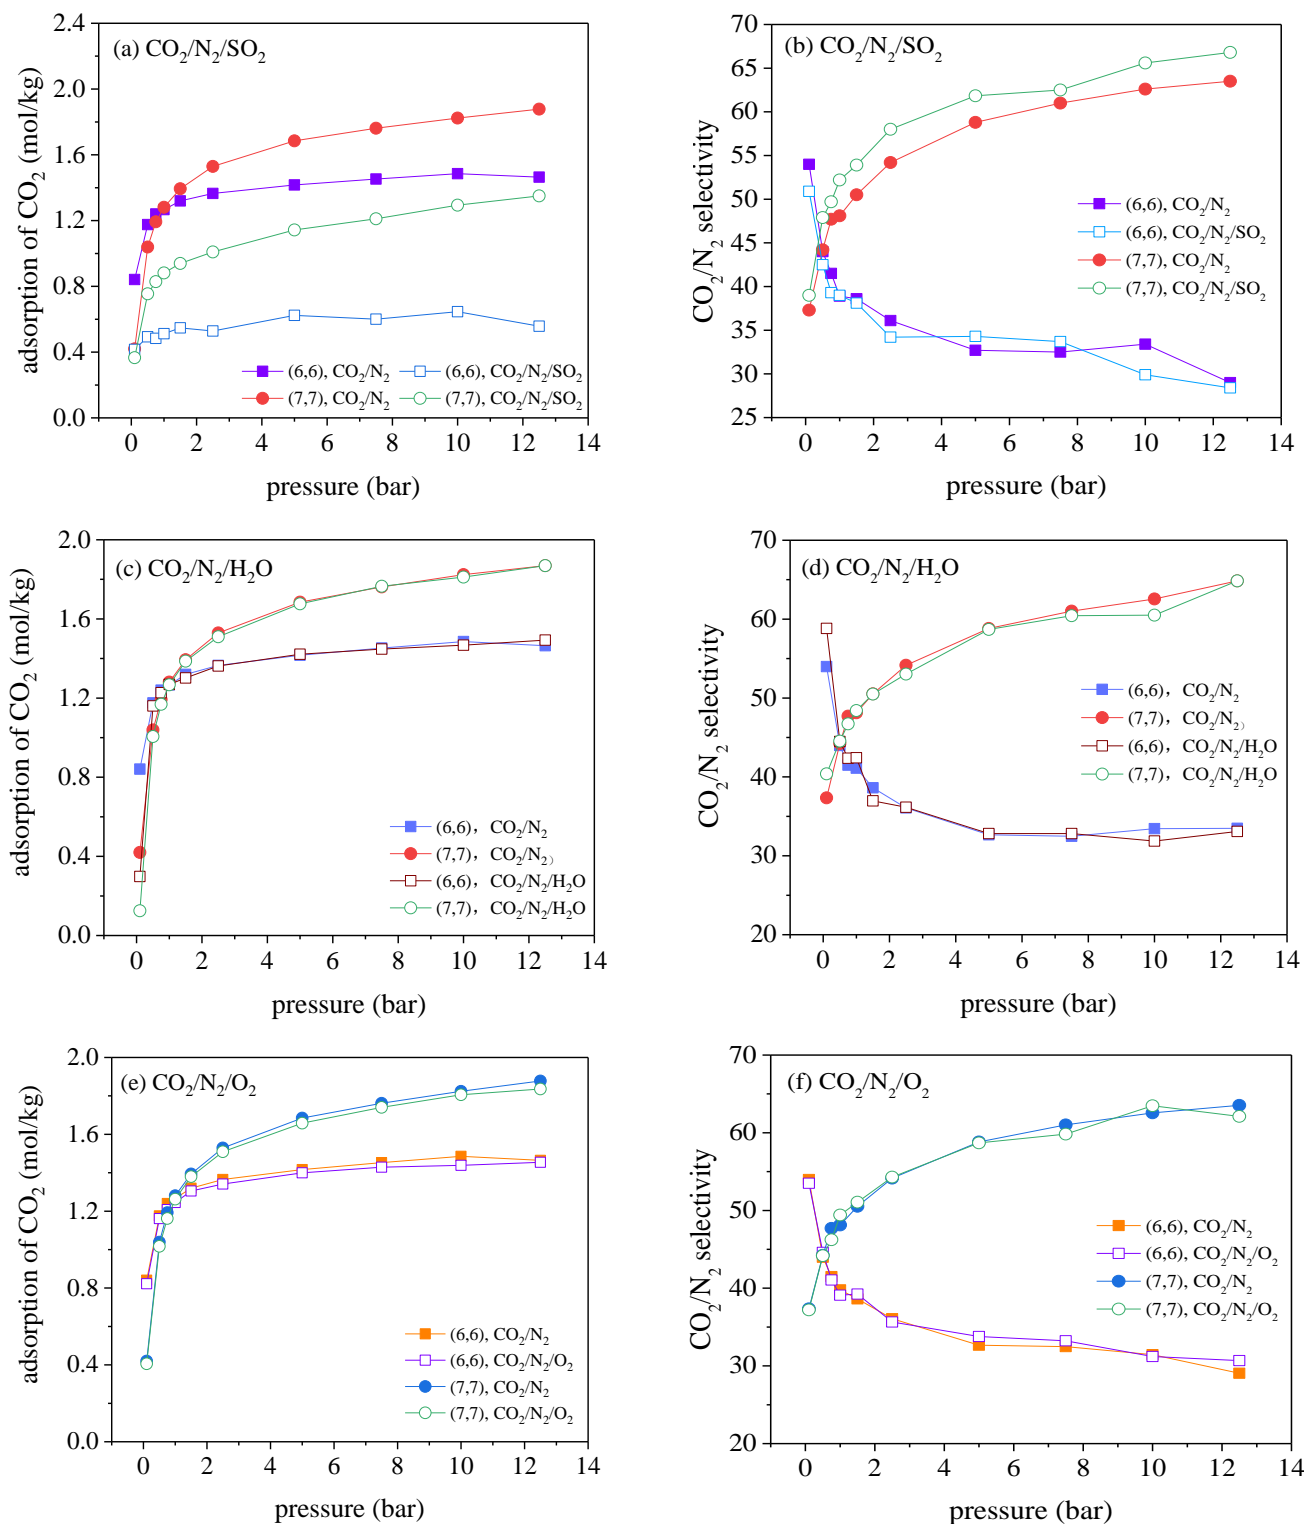 (a) CO₂/N₂/SO₂
adsorption of CO₂ (mol/kg)
2.4
2.0
1.6
1.2
0.8
0.4
0.0
(6,6), CO₂/N₂
(6,6), CO₂/N₂/SO₂
(7,7), CO₂/N₂
(7,7), CO₂/N₂/SO₂
0 2 4 6 8 10 12 14
pressure (bar)
(b) CO₂/N₂/SO₂
CO₂/N₂ selectivity
70
65
60
55
50
45
40
35
30
25
(6,6), CO₂/N₂
(6,6), CO₂/N₂/SO₂
(7,7), CO₂/N₂
(7,7), CO₂/N₂/SO₂
0 2 4 6 8 10 12 14
pressure (bar)
(c) CO₂/N₂/H₂O
adsorption of CO₂ (mol/kg)
2.0
1.6
1.2
0.8
0.4
0.0
(6,6)， CO₂/N₂
(7,7)， CO₂/N₂）
(6,6)， CO₂/N₂/H₂O
(7,7)， CO₂/N₂/H₂O
0 2 4 6 8 10 12 14
pressure (bar)
(d) CO₂/N₂/H₂O
CO₂/N₂ selectivity
70
60
50
40
30
20
(6,6)， CO₂/N₂
(7,7)， CO₂/N₂）
(6,6)， CO₂/N₂/H₂O
(7,7)， CO₂/N₂/H₂O
0 2 4 6 8 10 12 14
pressure (bar)
(e) CO₂/N₂/O₂
adsorption of CO₂ (mol/kg)
2.0
1.6
1.2
0.8
0.4
0.0
(6,6), CO₂/N₂
(6,6), CO₂/N₂/O₂
(7,7), CO₂/N₂
(7,7), CO₂/N₂/O₂
0 2 4 6 8 10 12 14
pressure (bar)
(f) CO₂/N₂/O₂
CO₂/N₂ selectivity
70
60
50
40
30
20
(6,6), CO₂/N₂
(6,6), CO₂/N₂/O₂
(7,7), CO₂/N₂
(7,7), CO₂/N₂/O₂
0 2 4 6 8 10 12 14
pressure (bar)